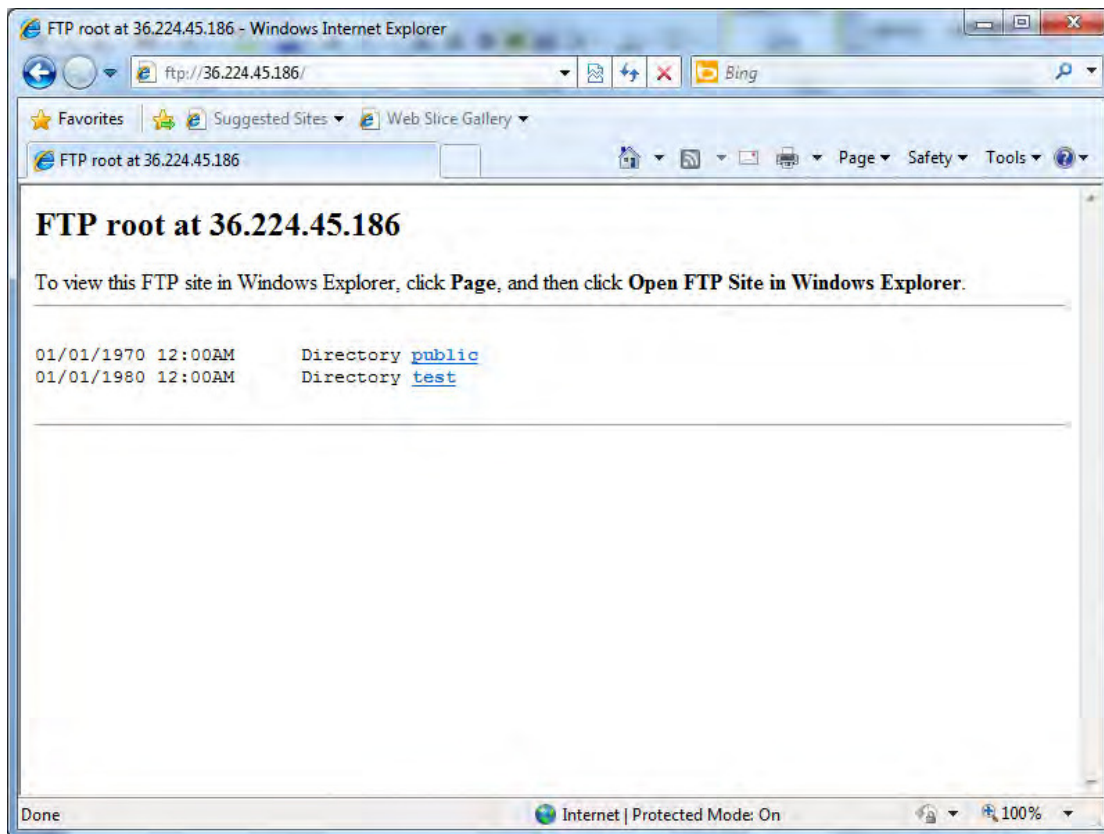 FTP root at 36.224.45.186 - Windows Internet Explorer
ftp://36.224.45.186/
Bing
Favorites Suggested Sites Web Slice Gallery
FTP root at 36.224.45.186 Page Safety Tools
FTP root at 36.224.45.186
To view this FTP site in Windows Explorer, click Page, and then click Open FTP Site in Windows Explorer.
01/01/1970 12:00AM Directory public
01/01/1980 12:00AM Directory test
Done Internet | Protected Mode: On 100%